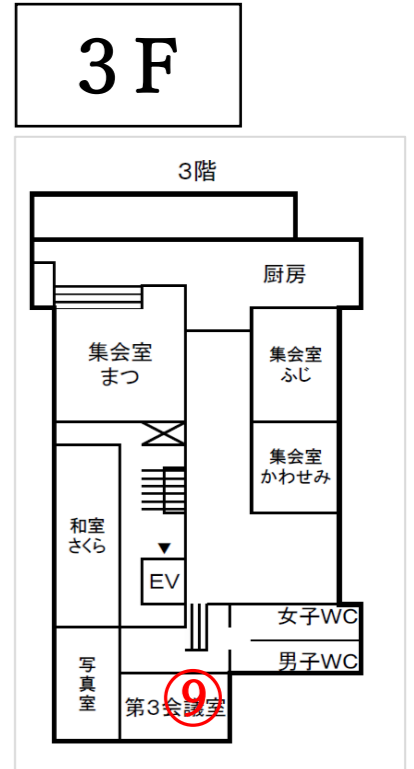 ３F
3階
厨房
集会室
まつ
集会室
ふじ
集会室
かわせみ
和室
さくら
▼
EV
女子WC
男子WC
写真室
第3会議室
⑨